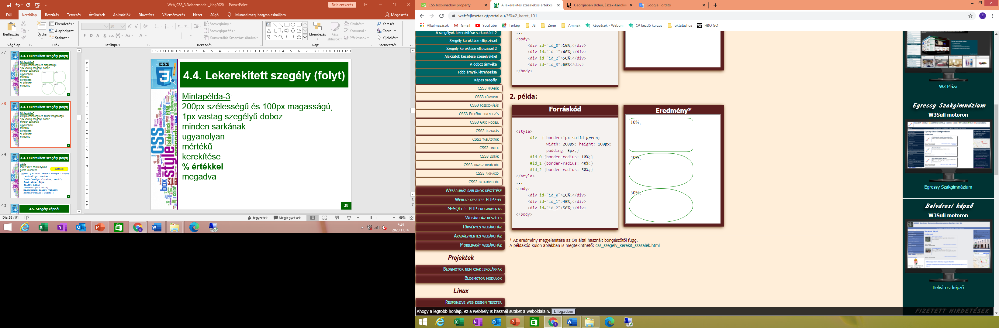 Web_CSS_3.Dobozmodell_kieg2020 - PowerPoint
Bejelentkezés
Fájl Kezdőlap Beszúrás Tervezés Áttűnések Animációk Diavetítés Véleményezés Nézet Súgó Mutasd meg, hogyan csináljam Megosztás
Beillesztés
Új dia
Elrendezés
Alaphelyzet
Szakasz
30
Szövegirány
Szövegigazítás
Konvertálás SmartArt-ábrává
Elrendezés
Kész stílusok
Kitöltés
Körvonal
Effektusok
Keresés
Csere
Kijelölés
Vágólap Diák Betűtípus Bekezdés Rajz Szerkesztés
37
4.4. Lekerekített szegély (folyt)
Mintapélda-2:
100px szélességű és magasságú,
1px vastag szegélyű doboz
minden sarkának
ugyanolyan
mértékű
kerekítése
% értékkel
megadva
38
4.4. Lekerekített szegély (folyt)
Mintapélda-3:
200px szélességű és 100px magasságú,
1px vastag szegélyű doboz
minden sarkának
ugyanolyan
mértékű
kerekítése
% értékkel
megadva
39
4.4. Lekerekített szegély (folyt)
példa:
lekerekített sarkú nyomó-
gomb készítése
GOMB
#gomb { width: 160px; height: 40px;
text-align: center;
font-family: Corsiva, serif;
font-size: 24px;
color: blue;
font-weight: bold;
background-color: yellow;
border-radius: 20px; }
40
4.5. Szegély képből
CSS
4.4. Lekerekített szegély (folyt)
Mintapélda-3:
200px szélességű és 100px magasságú,
1px vastag szegélyű doboz
minden sarkának
ugyanolyan
mértékű
kerekítése
% értékkel
megadva
38
Dia 38 / 91
Jegyzetek Megjegyzések
69%
5:45
2020.11.14.
CSS box-shadow property
A lekerekítés százalékos értékkel
Georgiában Biden, Észak-Karolin
Google Fordító
webfejlesztes.gtportal.eu/?f0=2_keret_101
Alkalmazások Gmail YouTube Térkép JS Zene Aminak Képzések - Webuni C# kezdő kurzus oktatáshoz HBO GO
A szegélyek lekerekítése sarkonként 2
Szegély kerekítése ellipszissel
Szegély kerekítése ellipszissel 2
Alakzatok készítése szegélyekkel
A doboz árnyéka
Több árnyék létrehozása
Képes szegély
CSS3 margók
CSS3 körvonal
CSS3 pozicionálás
CSS3 FlexBox elrendezés
CSS3 Grid modell
CSS3 úsztatás
CSS3 táblázatok
CSS3 linkek
CSS3 listák
CSS3 transzformációk
CSS3 animáció
CSS3 oktatóvideók
Webáruház sablonok készítése
Weblap készítés PHP7-el
MySQLi és PHP programozás
Webáruház készítés
Törvényes webáruház
Akadálymentes webáruház
Mobilbarát webáruház
Projektek
Blogmotor nem csak iskoláknak
Blogmotor modulok
Linux
Responsive web design teszter
...
<body>
<div id="id_0">10%;</div>
<div id="id_1">40%;</div>
<div id="id_2">50%;</div>
<div id="id_3">60%</div>
</body>
2. példa:
Forráskód
<style>
div { border:1px solid green;
width: 200px; height: 100px;
padding: 5px;}
#id_0 {border-radius: 10%;}
#id_1 {border-radius: 40%;}
#id_2 {border-radius: 50%;}
</style>
...
<body>
<div id="id_0">10%;</div>
<div id="id_1">40%;</div>
<div id="id_2">50%;</div>
</body>
Eredmény*
10%;
40%;
50%;
* Az eredmény megjelenítése az Ön által használt böngészőtől függ.
A példakód külön ablakban is megtekinthető: css_szegely_kerekit_szazalek.html
W3 Pláza
Egressy Szakgimnázium
W3Suli motoron
Egressy Szakgimnázium
Belvárosi képző
W3Suli motoron
Belvárosi képző
FIZETETT HIRDETÉSEK
Ahogy a legtöbb honlap, ez a webhely is használ sütiket a weboldalain. Elfogadom